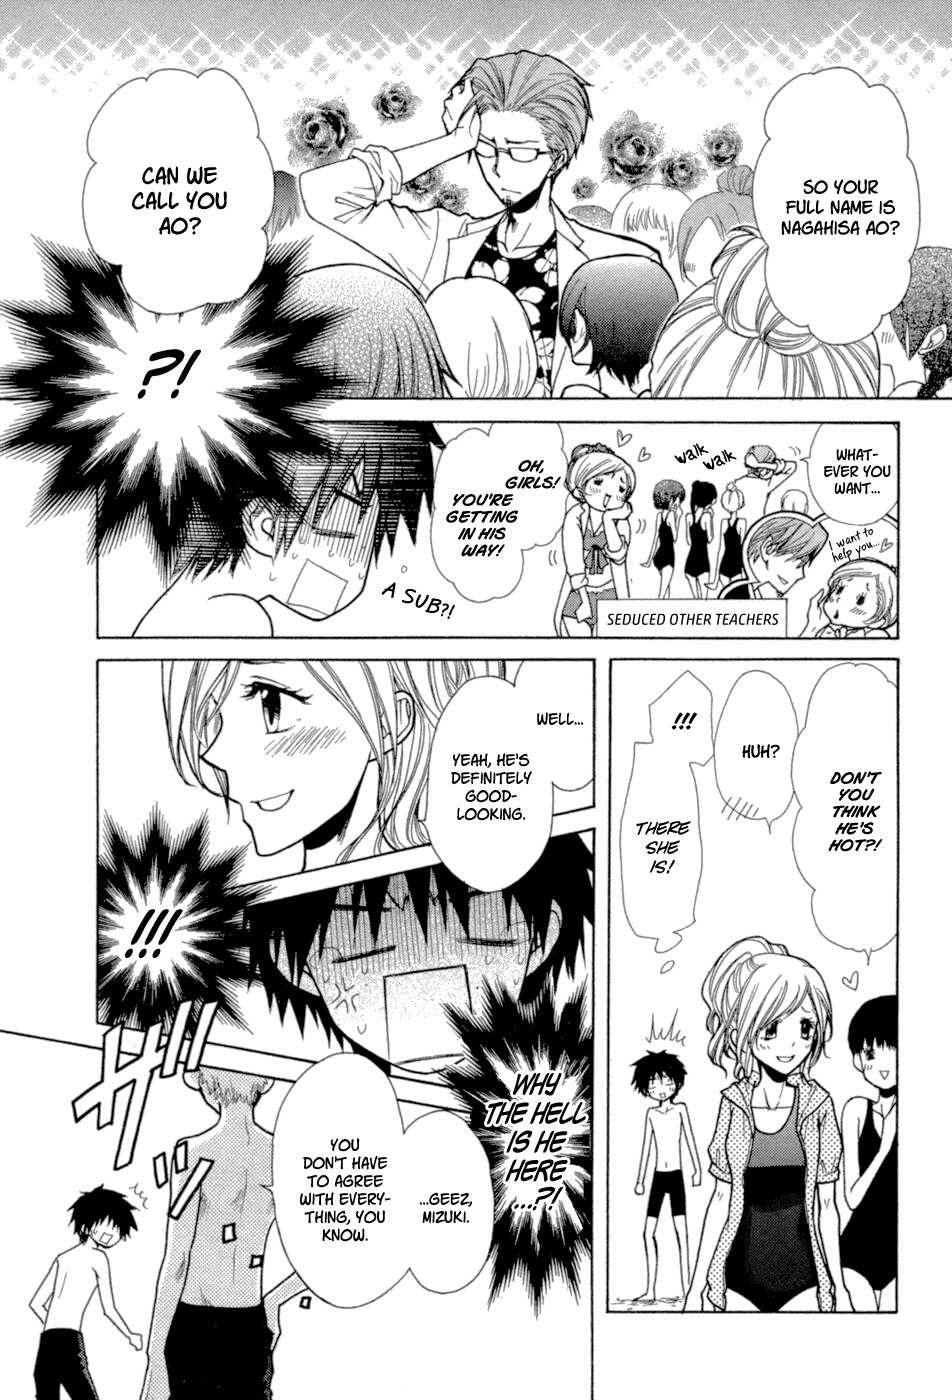 SO YOUR
FULL NAME IS
NAGAHISA AO?
CAN WE
CALL YOU
AO?
?!
WHAT-
EVER YOU
WANT...
I want to
help you...
walk
walk
SEDUCED OTHER TEACHERS
OH,
GIRLS!
YOU'RE
GETTING
IN HIS
WAY!
A SUB?!
DON'T
YOU
THINK
HE'S
HOT?!
HUH?
!!!
THERE
SHE
IS!
WELL...
YEAH, HE'S
DEFINITELY
GOOD-
LOOKING.
!!!
WHY
THE HELL
IS HE
HERE
...?!
...GEEZ,
MIZUKI.
YOU
DON'T HAVE
TO AGREE
WITH EVERY-
THING, YOU
KNOW.
ガガガ